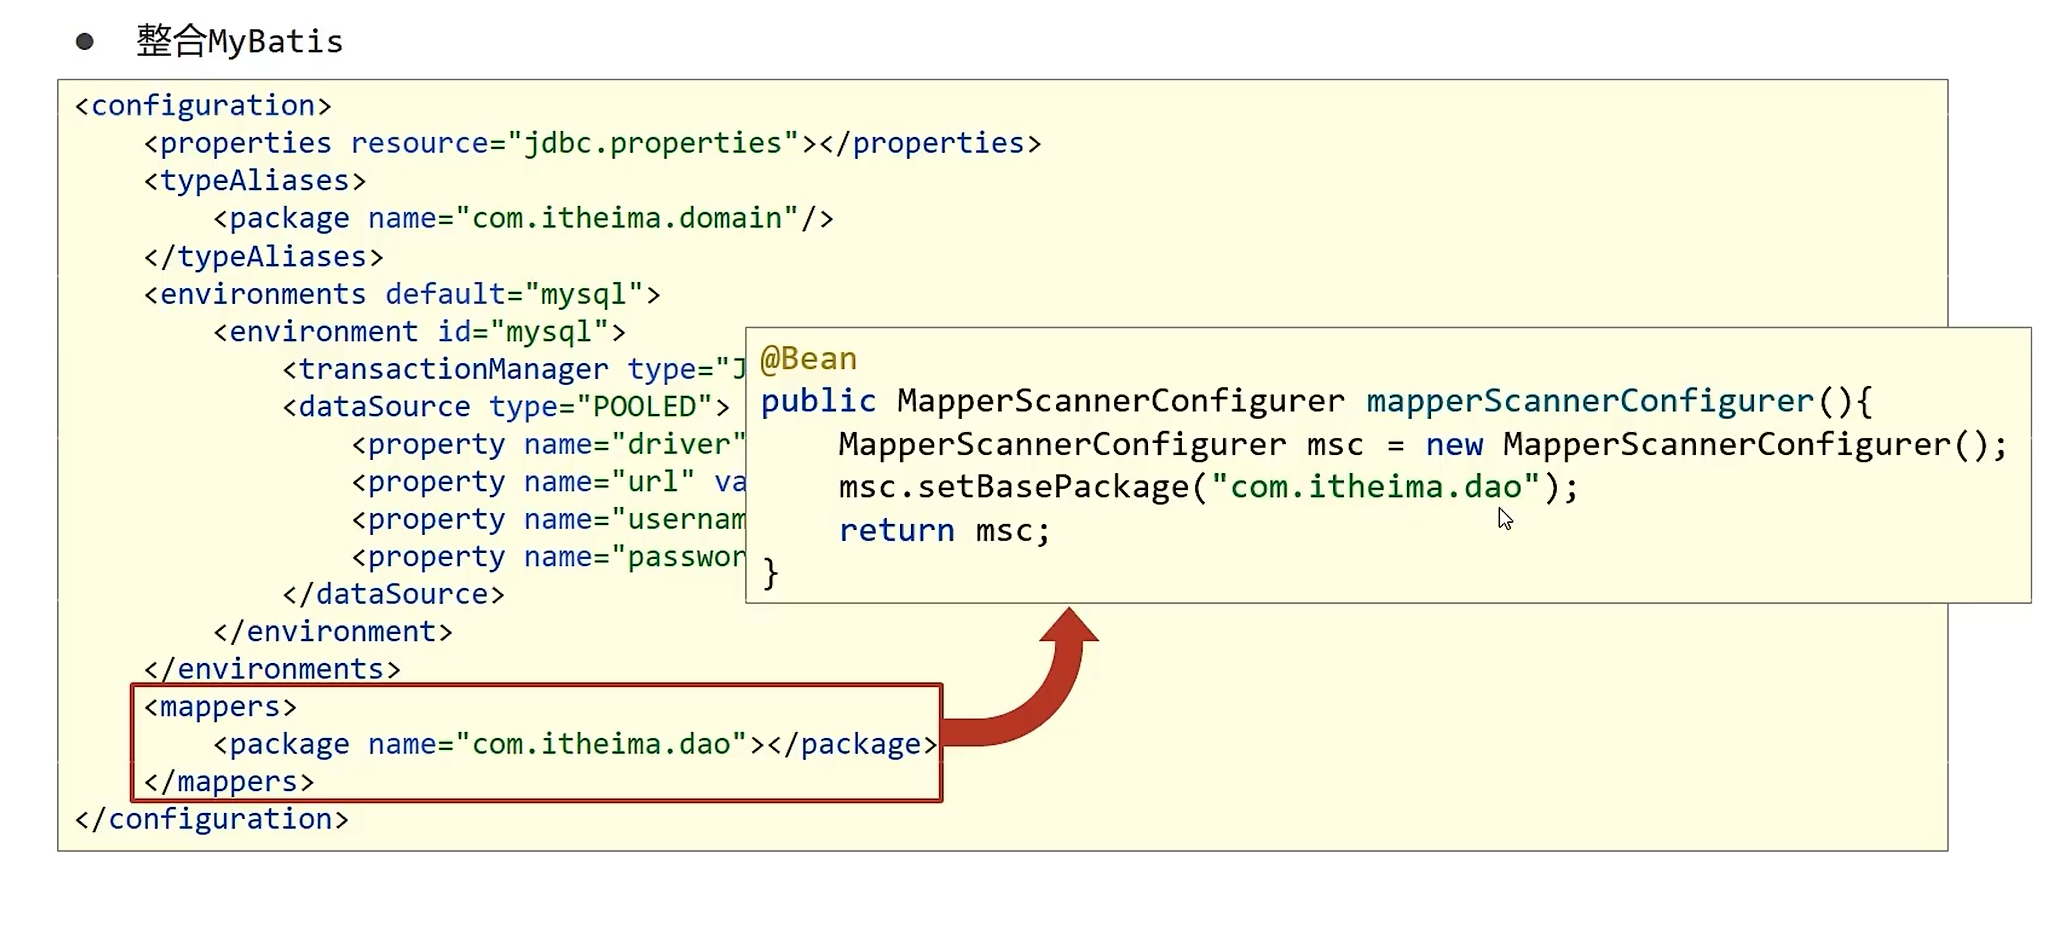 ● 整合MyBatis
<configuration>
    <properties resource="jdbc.properties"></properties>
    <typeAliases>
        <package name="com.itheima.domain"/>
    </typeAliases>
    <environments default="mysql">
        <environment id="mysql">
            <transactionManager type="J
            <dataSource type="POOLED">
                <property name="driver"
                <property name="url" va
                <property name="usernam
                <property name="passwor
            </dataSource>
        </environment>
    </environments>
    <mappers>
        <package name="com.itheima.dao"></package>
    </mappers>
</configuration>
@Bean
public MapperScannerConfigurer mapperScannerConfigurer(){
    MapperScannerConfigurer msc = new MapperScannerConfigurer();
    msc.setBasePackage("com.itheima.dao");
    return msc;
}